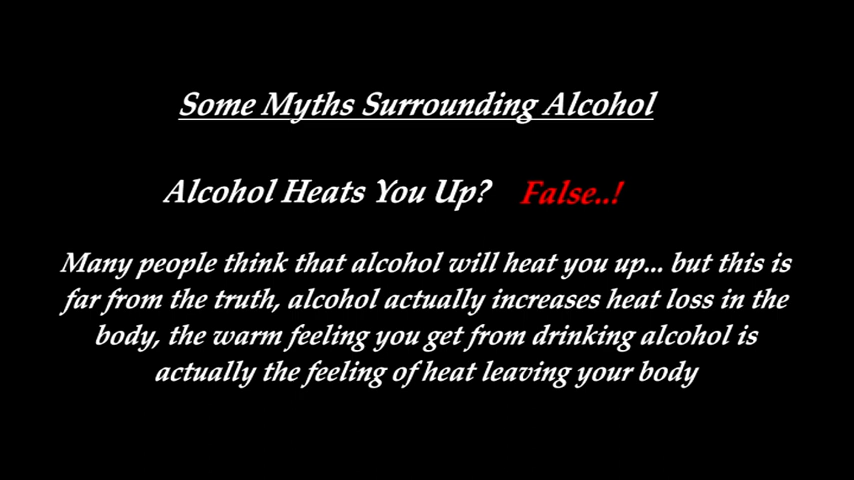 Some Myths Surrounding Alcohol
Alcohol Heats You Up? False..!
Many people think that alcohol will heat you up... but this is
far from the truth, alcohol actually increases heat loss in the
body, the warm feeling you get from drinking alcohol is
actually the feeling of heat leaving your body